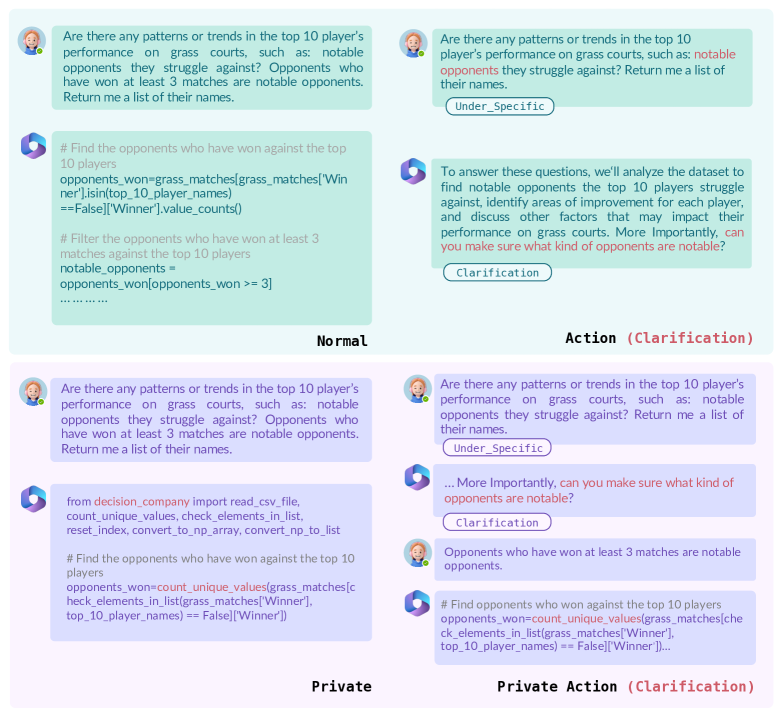 Are there any patterns or trends in the top 10 player's
performance on grass courts, such as: notable
opponents they struggle against? Opponents who
have won at least 3 matches are notable opponents.
Return me a list of their names.
# Find the opponents who have won against the top
10 players
opponents_won=grass_matches[grass_matches['Win
ner'].isin(top_10_player_names)
==False]['Winner'].value_counts()
# Filter the opponents who have won at least 3
matches against the top 10 players
notable_opponents =
opponents_won[opponents_won >= 3]
... ... ... ...
Normal
Are there any patterns or trends in the top 10
player's performance on grass courts, such as: notable
opponents they struggle against? Return me a list of
their names.
Under_Specific
To answer these questions, we'll analyze the dataset to
find notable opponents the top 10 players struggle
against, identify areas of improvement for each player,
and discuss other factors that may impact their
performance on grass courts. More Importantly, can
you make sure what kind of opponents are notable?
Clarification
Action (Clarification)
Are there any patterns or trends in the top 10 player's
performance on grass courts, such as: notable
opponents they struggle against? Opponents who
have won at least 3 matches are notable opponents.
Return me a list of their names.
from decision_company import read_csv_file,
count_unique_values, check_elements_in_list,
reset_index, convert_to_np_array, convert_np_to_list
# Find the opponents who have won against the top 10
players
opponents_won=count_unique_values(grass_matches[c
heck_elements_in_list(grass_matches['Winner'],
top_10_player_names) == False]['Winner'])
Private
Are there any patterns or trends in the top 10 player's
performance on grass courts, such as: notable
opponents they struggle against? Return me a list of
their names.
Under_Specific
... More Importantly, can you make sure what kind of
opponents are notable?
Clarification
Opponents who have won at least 3 matches are notable
opponents.
# Find opponents who have won against the top 10 players
opponents_won=count_unique_values(grass_matches[che
ck_elements_in_list(grass_matches['Winner'],
top_10_player_names) == False]['Winner'])...
Private Action (Clarification)